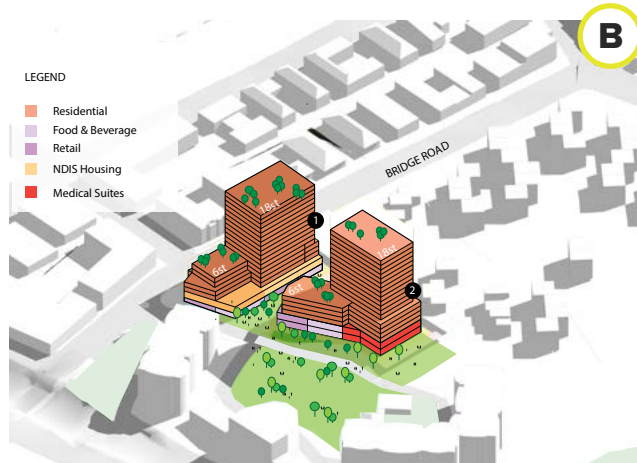 B
LEGEND
Residential
Food & Beverage
Retail
NDIS Housing
Medical Suites
BRIDGE ROAD
18st
1
18st
6st
6st
2